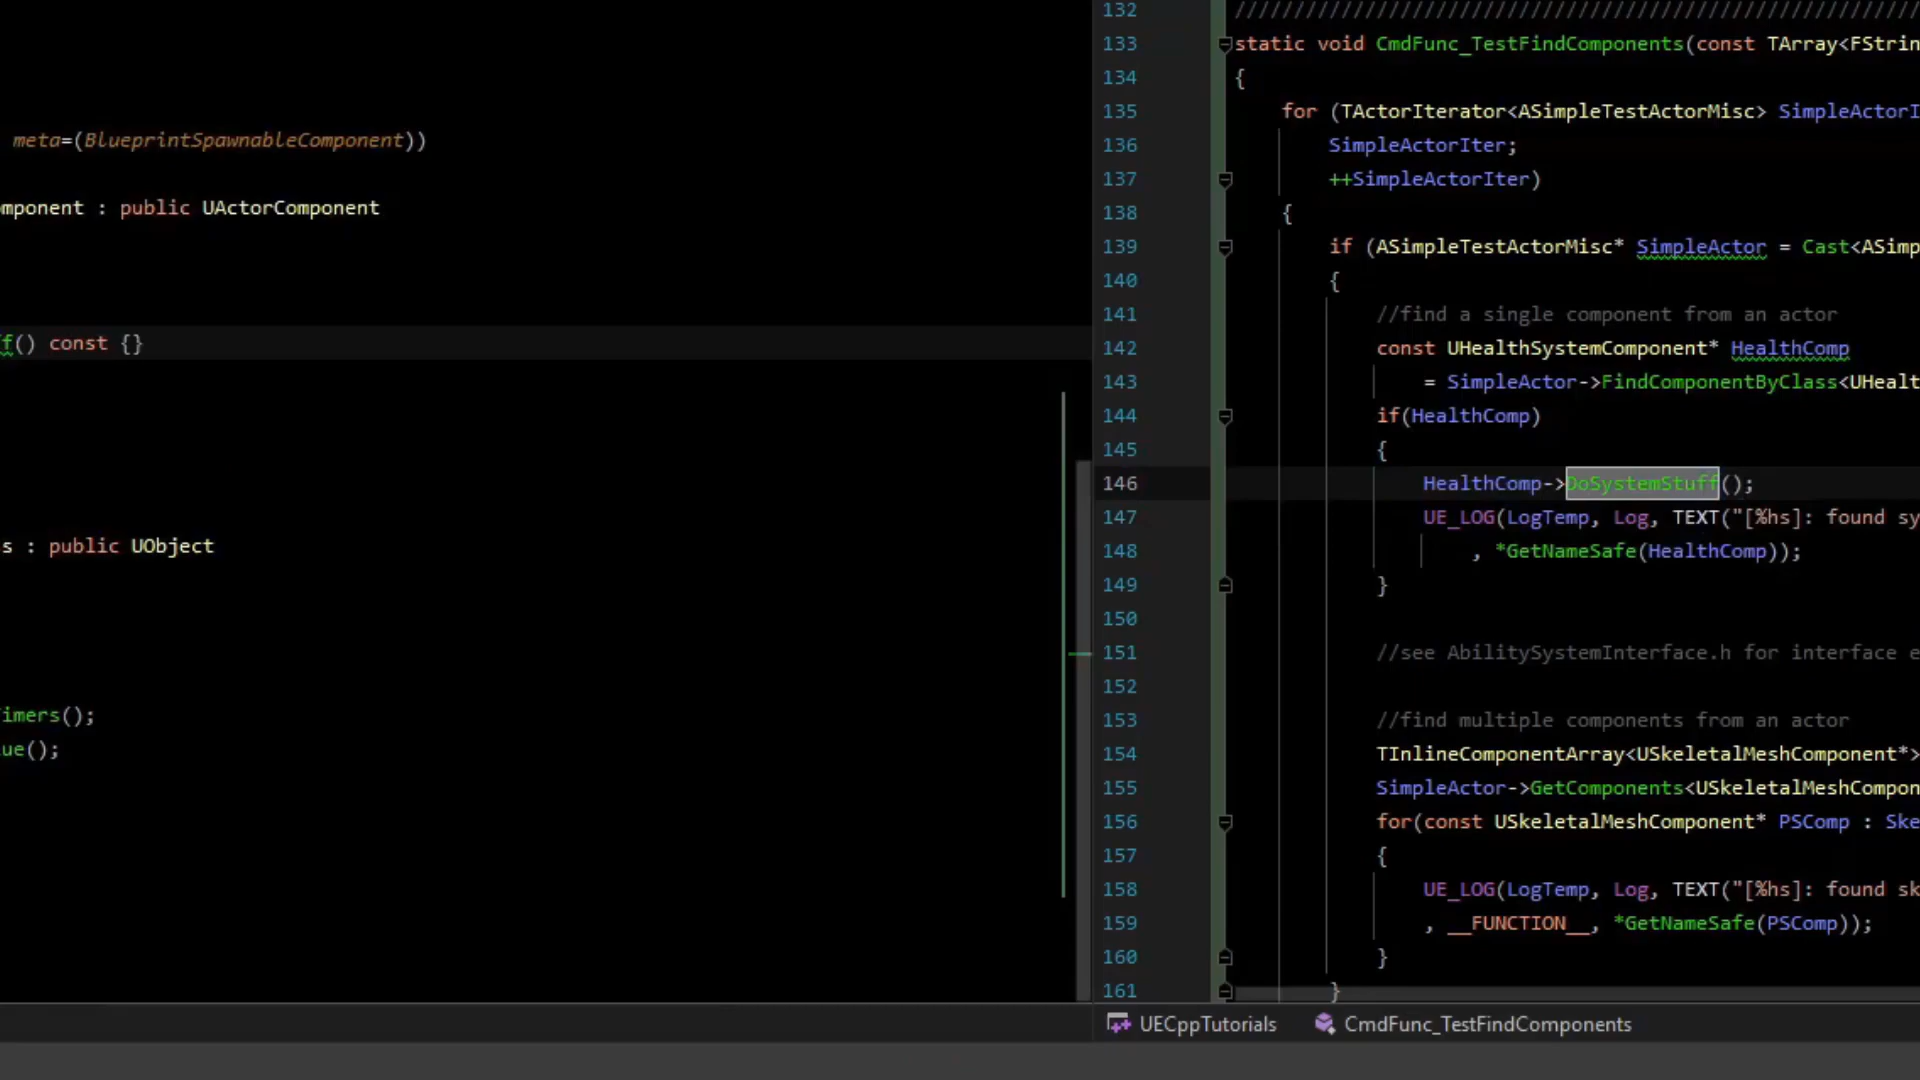 meta=(BlueprintSpawnableComponent))
mponent : public UActorComponent
f() const {}
s : public UObject
imers();
ue();
132 ////////////////////////////////////////////////////////////
133 static void CmdFunc_TestFindComponents(const TArray<FStrin
134 {
135 for (TActorIterator<ASimpleTestActorMisc> SimpleActorI
136 SimpleActorIter;
137 ++SimpleActorIter)
138 {
139 if (ASimpleTestActorMisc* SimpleActor = Cast<ASimp
140 {
141 //find a single component from an actor
142 const UHealthSystemComponent* HealthComp
143 = SimpleActor->FindComponentByClass<UHealt
144 if(HealthComp)
145 {
146 HealthComp->DoSystemStuff();
147 UE_LOG(LogTemp, Log, TEXT("[%hs]: found sy
148 , *GetNameSafe(HealthComp));
149 }
150
151 //see AbilitySystemInterface.h for interface e
152
153 //find multiple components from an actor
154 TInlineComponentArray<USkeletalMeshComponent*>
155 SimpleActor->GetComponents<USkeletalMeshCompon
156 for(const USkeletalMeshComponent* PSComp : Ske
157 {
158 UE_LOG(LogTemp, Log, TEXT("[%hs]: found sk
159 , __FUNCTION__, *GetNameSafe(PSComp));
160 }
161 }
UECppTutorials CmdFunc_TestFindComponents